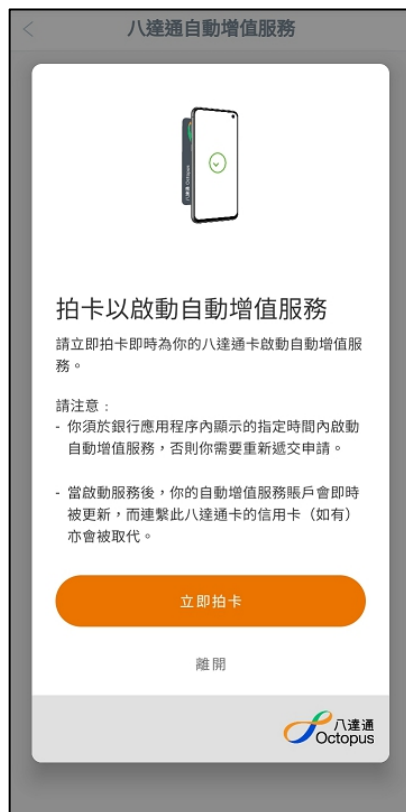 八達通自動增值服務
八達通 Octopus
拍卡以啟動自動增值服務
請立即拍卡即時為你的八達通卡啟動自動增值服
務。
請注意：
- 你須於銀行應用程序內顯示的指定時間內啟動
自動增值服務，否則你需要重新遞交申請。
- 當啟動服務後，你的自動增值服務賬戶會即時
被更新，而連繫此八達通卡的信用卡（如有）
亦會被取代。
立即拍卡
離開
八達通
Octopus